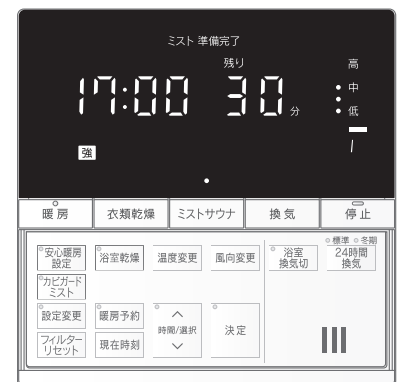 ミスト 準備完了
残り
高
17:00 30分
中
低
強
暖房 衣類乾燥 ミストサウナ 換気 停止
標準 冬期
安心暖房
設定
浴室乾燥 温度変更 風向変更
浴室
換気切
24時間
換気
カビガード
ミスト
設定変更 暖房予約
時間/選択
決定
フィルター
リセット
現在時刻